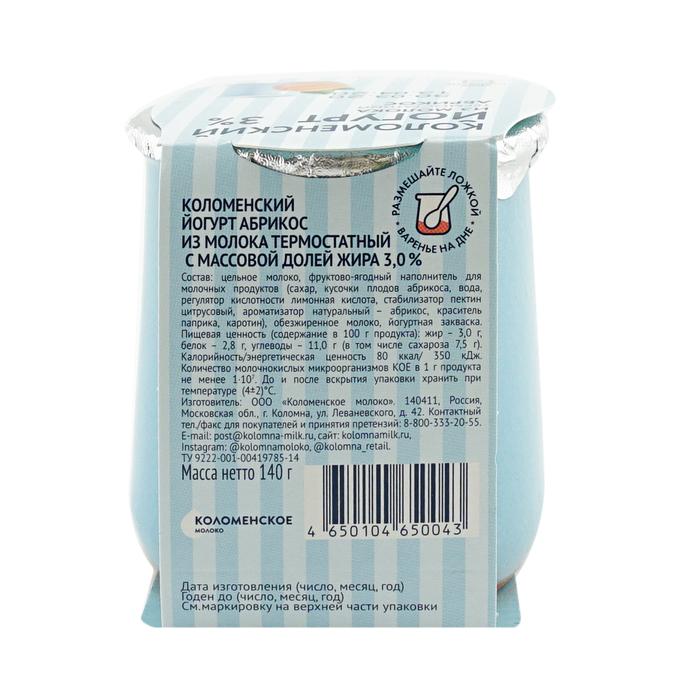 КОЛОМЕНСКИЙ
ЙОГУРТ 3%
ИЗ МОЛОКА
АБРИКОС
РАЗМЕШАЙТЕ ЛОЖКОЙ
• ВАРЕНЬЕ НА ДНЕ •
КОЛОМЕНСКИЙ
ЙОГУРТ АБРИКОС
ИЗ МОЛОКА ТЕРМОСТАТНЫЙ
С МАССОВОЙ ДОЛЕЙ ЖИРА 3,0 %
Состав: цельное молоко, фруктово-ягодный наполнитель для
молочных продуктов (сахар, кусочки плодов абрикоса, вода,
регулятор кислотности лимонная кислота, стабилизатор пектин
цитрусовый, ароматизатор натуральный – абрикос, краситель
паприка, каротин), обезжиренное молоко, йогуртная закваска.
Пищевая ценность (содержание в 100 г продукта): жир – 3,0 г,
белок – 2,8 г, углеводы – 11,0 г (в том числе сахароза 7,5 г).
Калорийность/энергетическая ценность 80 ккал/ 350 кДж.
Количество молочнокислых микроорганизмов КОЕ в 1 г продукта
не менее 1·10⁷. До и после вскрытия упаковки хранить при
температуре (4±2)°С.
Изготовитель: ООО «Коломенское молоко». 140411, Россия,
Московская обл., г. Коломна, ул. Леваневского, д. 42. Контактный
тел./факс для покупателей и принятия претензий: 8-800-333-20-55.
E-mail: post@kolomna-milk.ru, сайт: kolomnamilk.ru,
Instagram: @kolomnamoloko, @kolomna_retail.
ТУ 9222-001-00419785-14
Масса нетто 140 г
КОЛОМЕНСКОЕ
МОЛОКО
4 650104 650043
Дата изготовления (число, месяц, год)
Годен до (число, месяц, год)
См.маркировку на верхней части упаковки